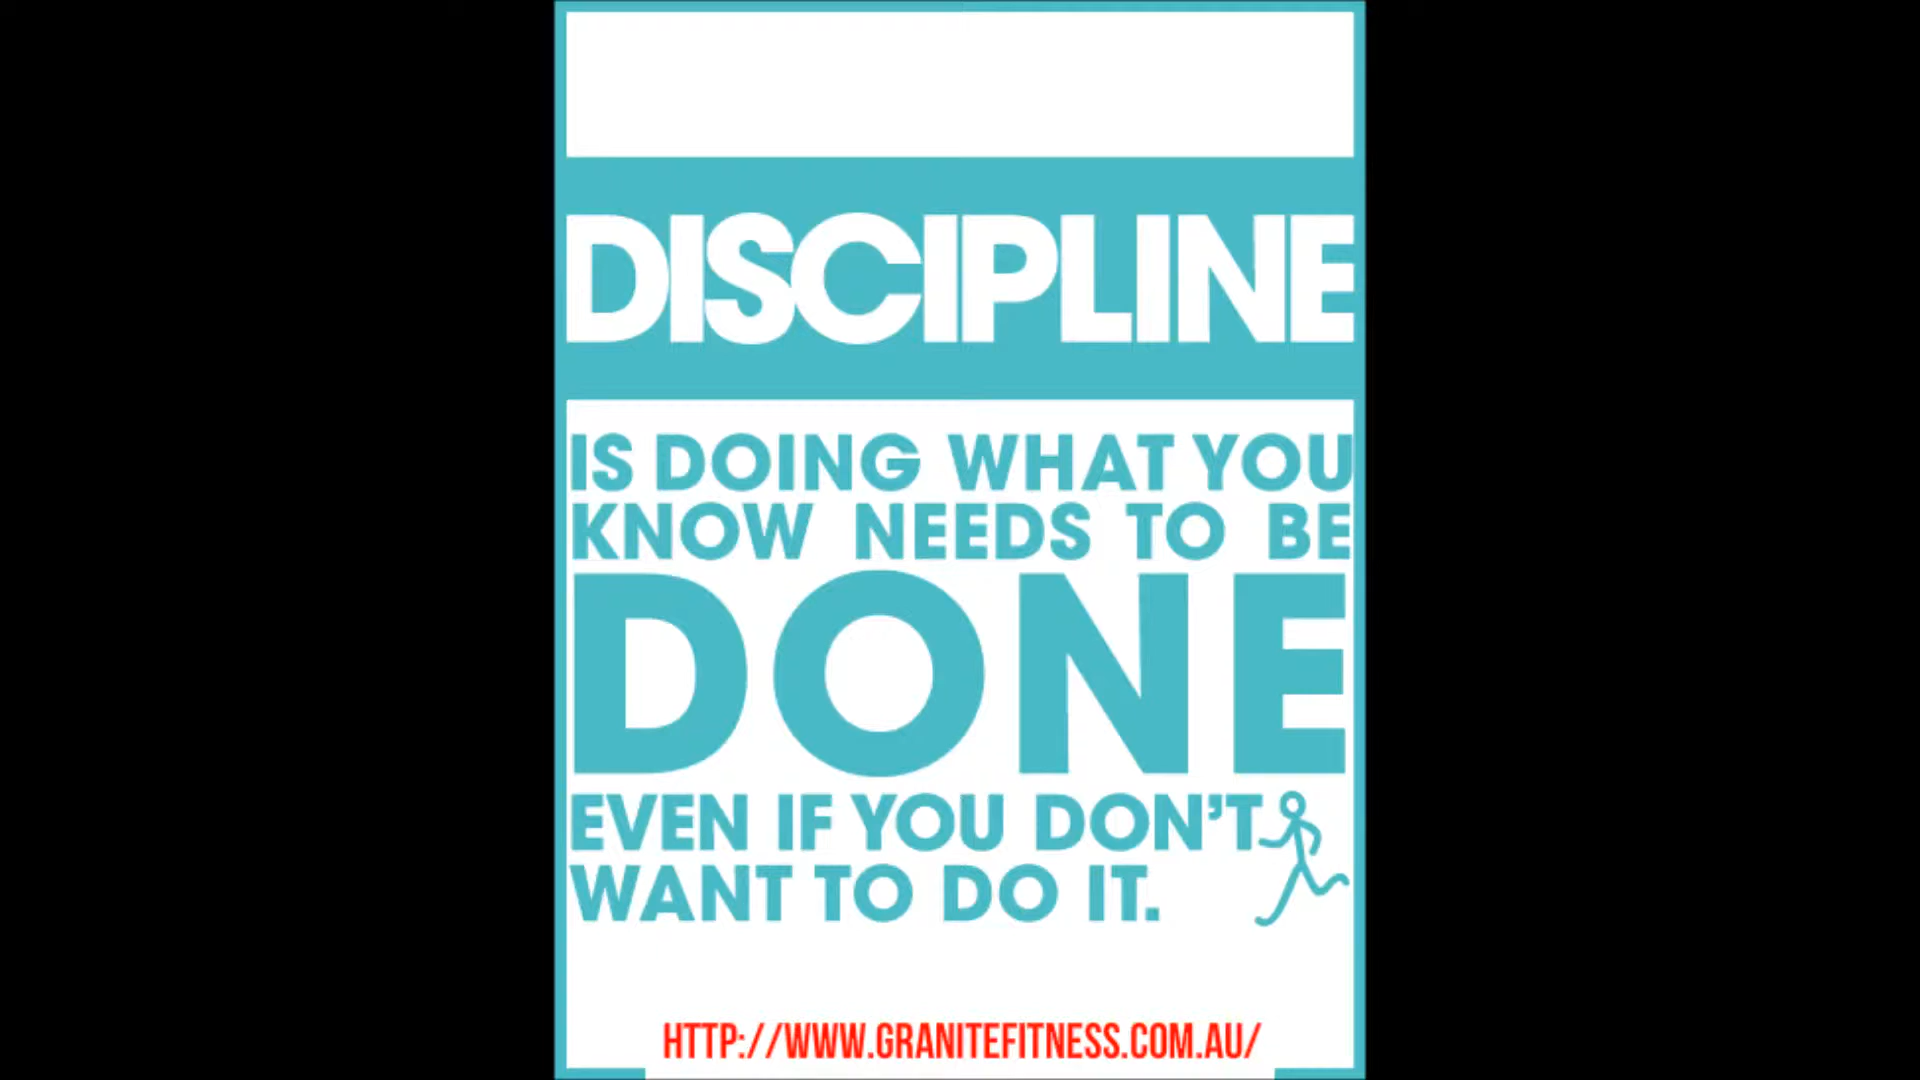 DISCIPLINE
IS DOING WHAT YOU
KNOW NEEDS TO BE
DONE
EVEN IF YOU DON'T
WANT TO DO IT.
HTTP://WWW.GRANITEFITNESS.COM.AU/